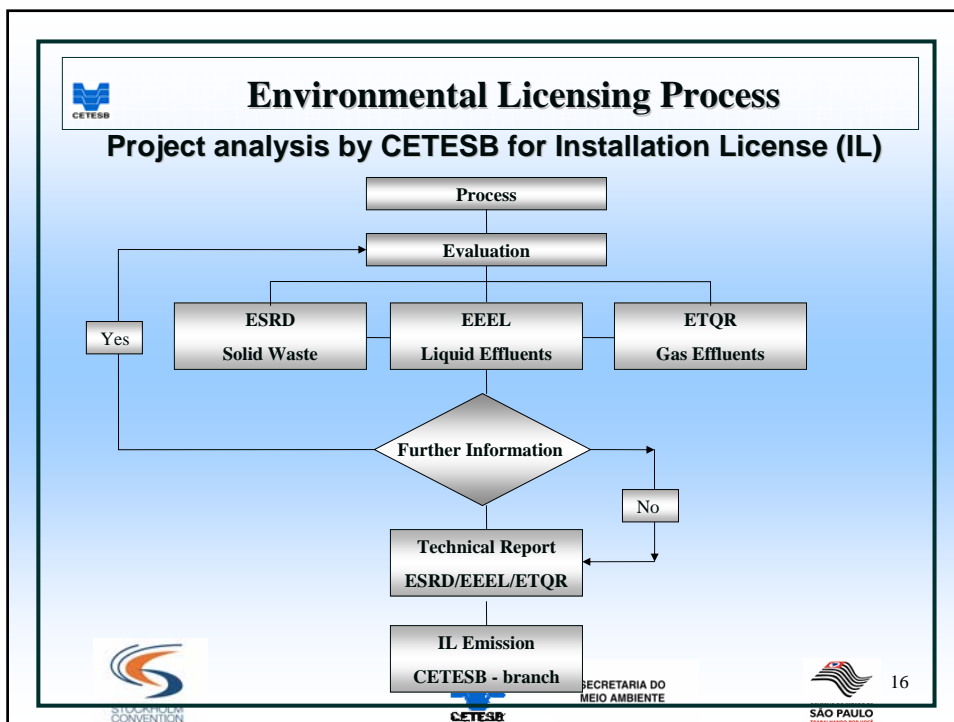 CETESB
Environmental Licensing Process
Project analysis by CETESB for Installation License (IL)
Process
Evaluation
ESRD
Solid Waste
EEEL
Liquid Effluents
ETQR
Gas Effluents
Yes
Further Information
No
Technical Report
ESRD/EEEL/ETQR
IL Emission
CETESB - branch
STOCKHOLM
CONVENTION
CETESB
SECRETARIA DO
MEIO AMBIENTE
SÃO PAULO
16